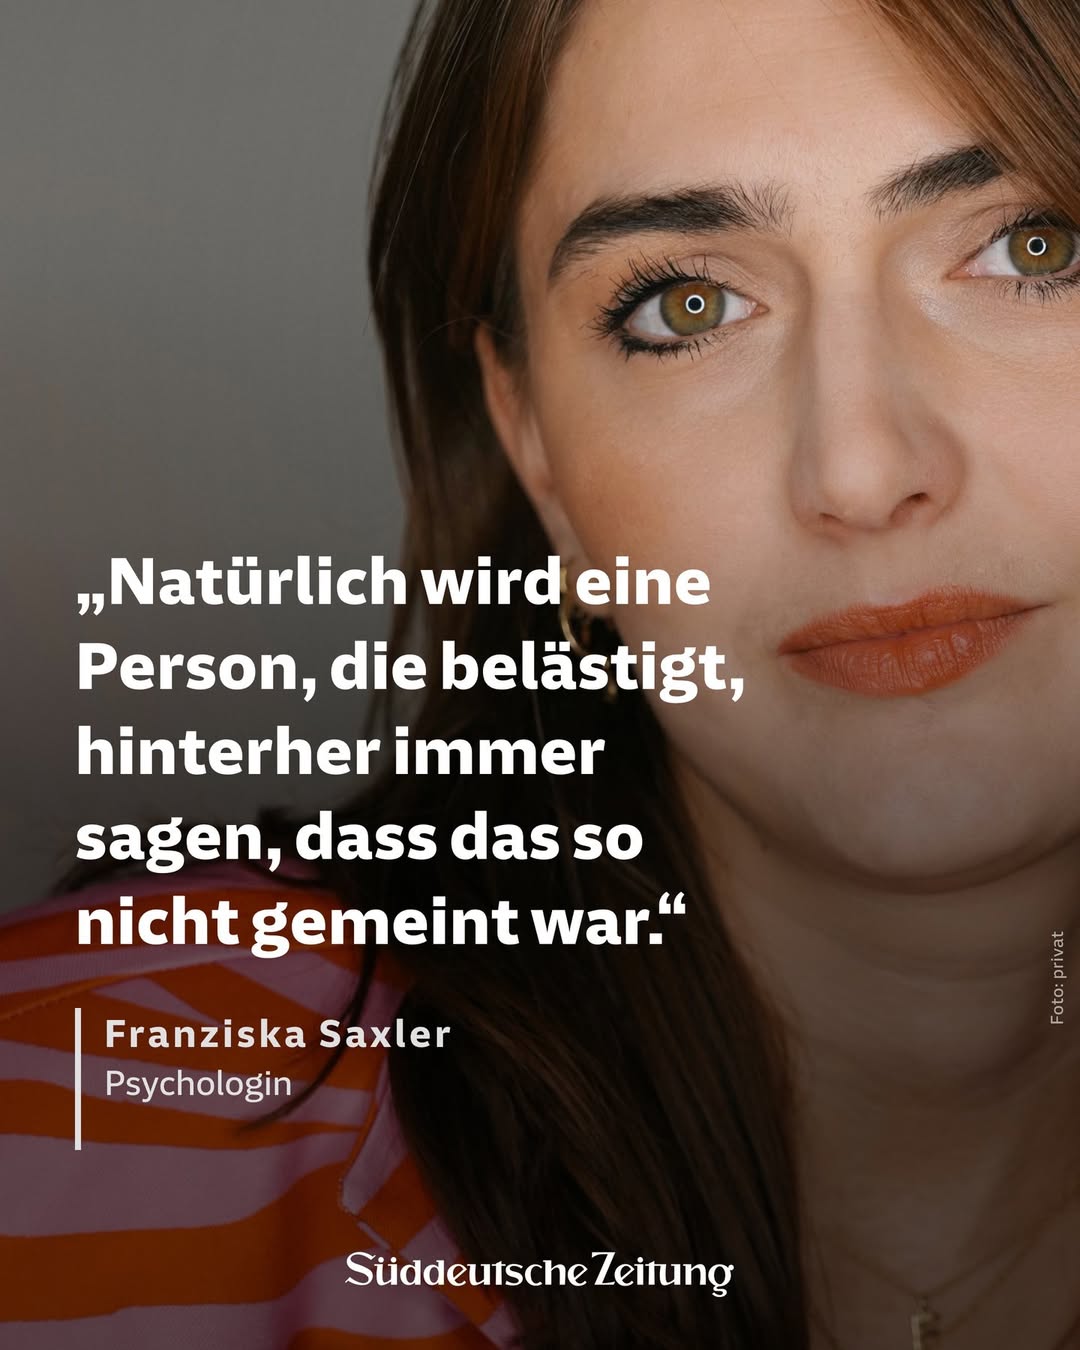 „Natürlich wird eine
Person, die belästigt,
hinterher immer
sagen, dass das so
nicht gemeint war.“
Franziska Saxler
Psychologin
Foto: privat
Süddeutsche Zeitung